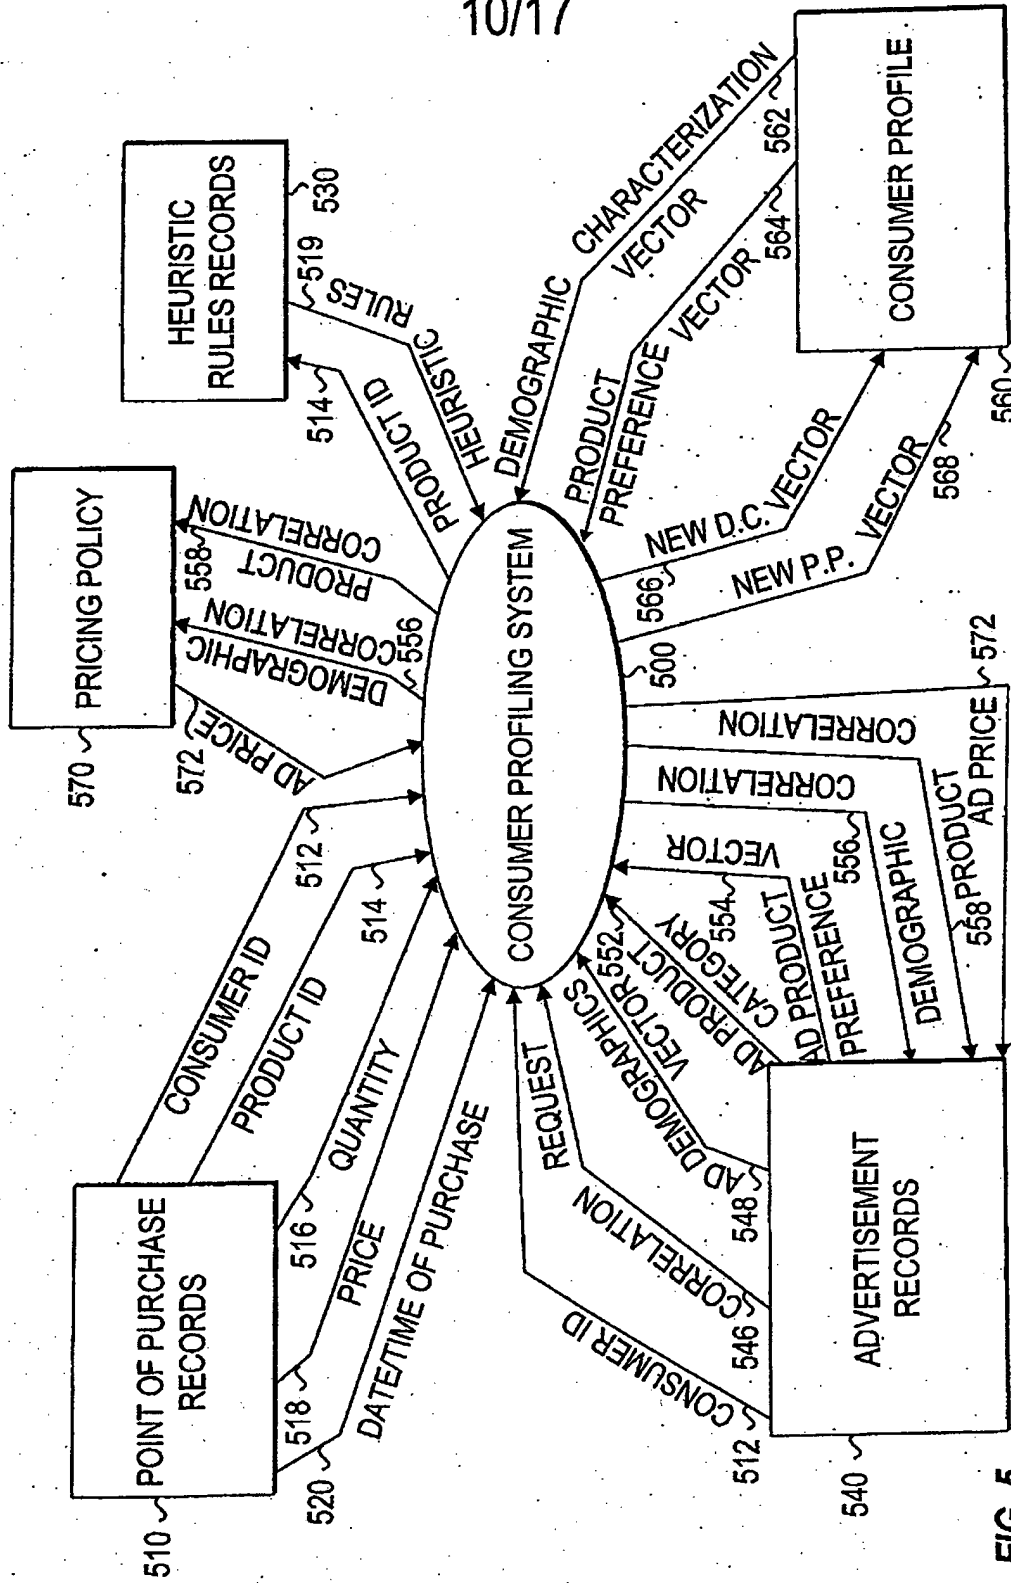 10/17
POINT OF PURCHASE
RECORDS
510
CONSUMER ID
512
PRODUCT ID
514
QUANTITY
516
PRICE
518
DATE/TIME OF PURCHASE
520
PRICING POLICY
570
AD PRICE
572
DEMOGRAPHIC
CORRELATION
556
PRODUCT
CORRELATION
558
HEURISTIC
RULES RECORDS
530
PRODUCT ID
514
HEURISTIC
RULES
519
CONSUMER PROFILING SYSTEM
500
DEMOGRAPHIC
CHARACTERIZATION
VECTOR
562
PRODUCT
PREFERENCE
VECTOR
564
NEW D.C.
VECTOR
566
NEW P.P.
VECTOR
568
CONSUMER PROFILE
560
ADVERTISEMENT
RECORDS
540
CONSUMER ID
512
CORRELATION
REQUEST
546
AD DEMOGRAPHICS
VECTOR
548
AD PRODUCT
CATEGORY
552
AD PRODUCT
PREFERENCE
VECTOR
554
DEMOGRAPHIC
CORRELATION
556
PRODUCT
CORRELATION
558
AD PRICE
572
FIG. 5